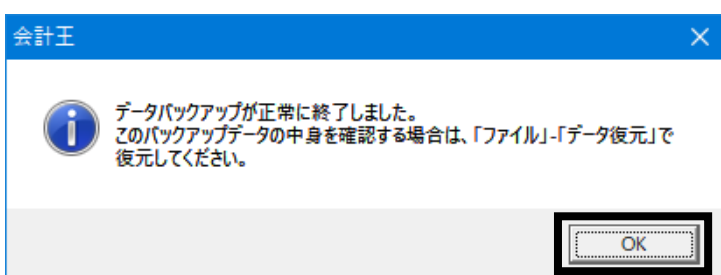 会計王
データバックアップが正常に終了しました。
このバックアップデータの中身を確認する場合は、「ファイル」-「データ復元」で
復元してください。
OK